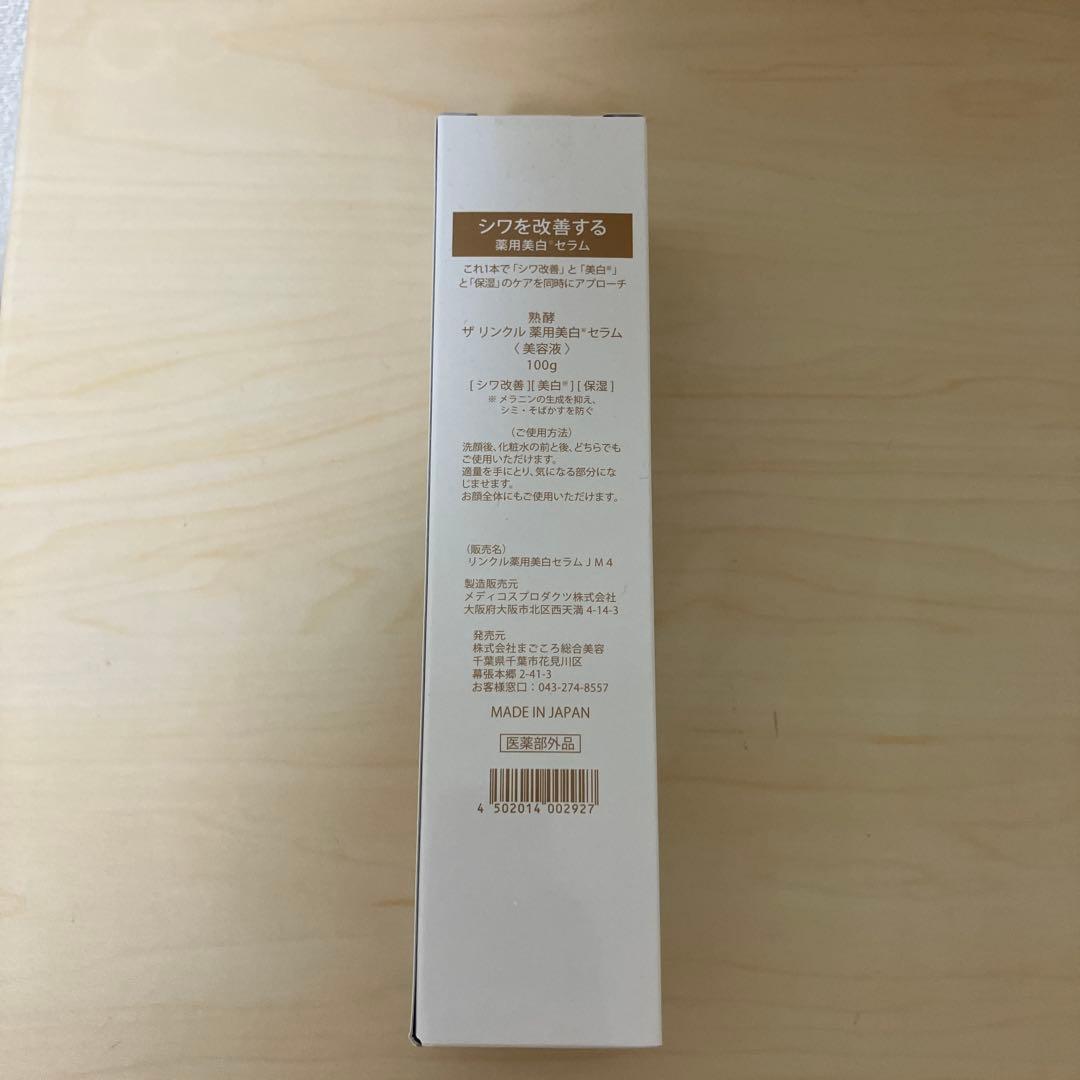 シワを改善する
薬用美白※セラム
これ1本で「シワ改善」と「美白※」
と「保湿」のケアを同時にアプローチ
熟酵
ザ リンクル 薬用美白※セラム
〈 美容液 〉
100g
[ シワ改善 ][ 美白※ ] [ 保湿 ]
※ メラニンの生成を抑え、
シミ・そばかすを防ぐ
（ご使用方法）
洗顔後、化粧水の前と後、どちらでも
ご使用いただけます。
適量を手にとり、気になる部分にな
じませます。
お顔全体にもご使用いただけます。
（販売名）
リンクル薬用美白セラム J M 4
製造販売元
メディコスプロダクツ株式会社
大阪府大阪市北区西天満 4-14-3
発売元
株式会社まごころ総合美容
千葉県千葉市花見川区
幕張本郷 2-41-3
お客様窓口：043-274-8557
MADE IN JAPAN
医薬部外品
4 502014 002927